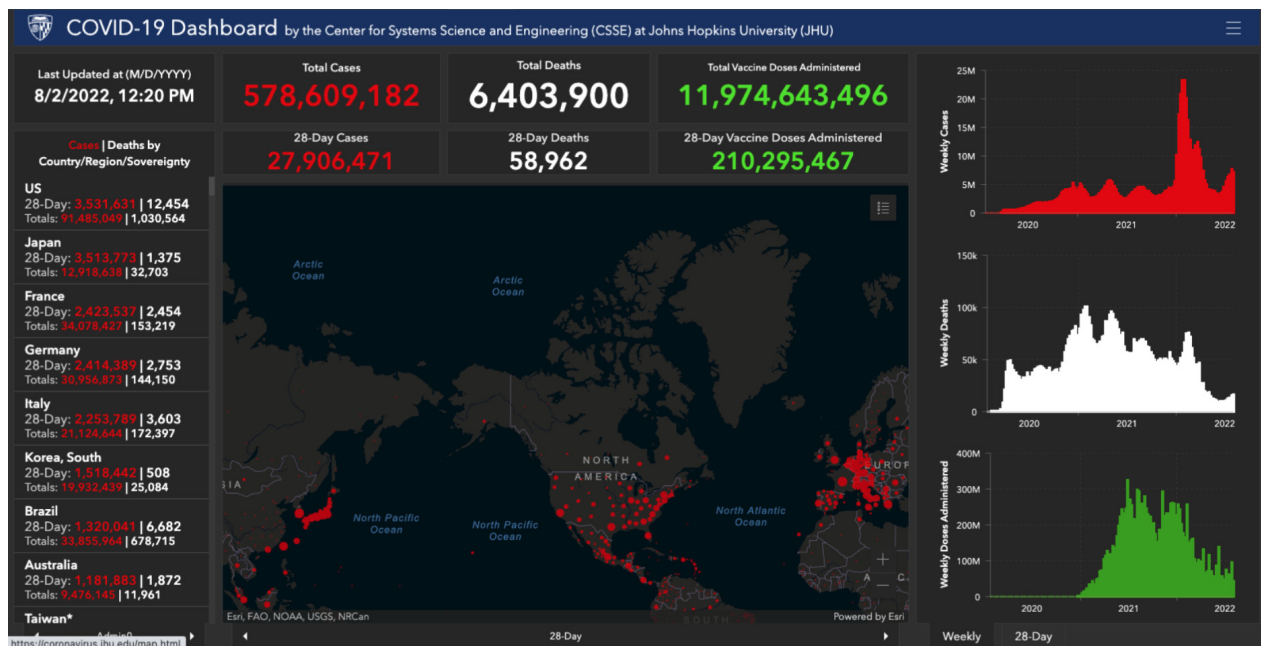 COVID-19 Dashboard by the Center for Systems Science and Engineering (CSSE) at Johns Hopkins University (JHU)
Last Updated at (M/D/YYYY)
8/2/2022, 12:20 PM
Total Cases
578,609,182
Total Deaths
6,403,900
Total Vaccine Doses Administered
11,974,643,496
28-Day Cases
27,906,471
28-Day Deaths
58,962
28-Day Vaccine Doses Administered
210,295,467
Cases | Deaths by
Country/Region/Sovereignty
US
28-Day: 3,531,631 | 12,454
Totals: 91,485,049 | 1,030,564
Japan
28-Day: 3,513,773 | 1,375
Totals: 12,918,638 | 32,703
France
28-Day: 2,423,537 | 2,454
Totals: 34,078,427 | 153,219
Germany
28-Day: 2,414,389 | 2,753
Totals: 30,956,873 | 144,150
Italy
28-Day: 2,253,789 | 3,603
Totals: 21,124,644 | 172,397
Korea, South
28-Day: 1,518,442 | 508
Totals: 19,932,439 | 25,084
Brazil
28-Day: 1,320,041 | 6,682
Totals: 33,855,964 | 678,715
Australia
28-Day: 1,181,883 | 1,872
Totals: 9,476,145 | 11,961
Taiwan*
Admin0
https://coronavirus.jhu.edu/map.html
Arctic
Ocean
Arctic
Ocean
NORTH
AMERICA
EUROP
SIA
North Pacific
Ocean
North Pacific
Ocean
North Atlantic
Ocean
A C
SOUTH
Esri, FAO, NOAA, USGS, NRCan
Powered by Esri
28-Day
Weekly Cases
25M
20M
15M
10M
5M
0
2020
2021
2022
Weekly Deaths
150k
100k
50k
0
2020
2021
2022
Weekly Doses Administered
400M
300M
200M
100M
0
2020
2021
2022
Weekly
28-Day